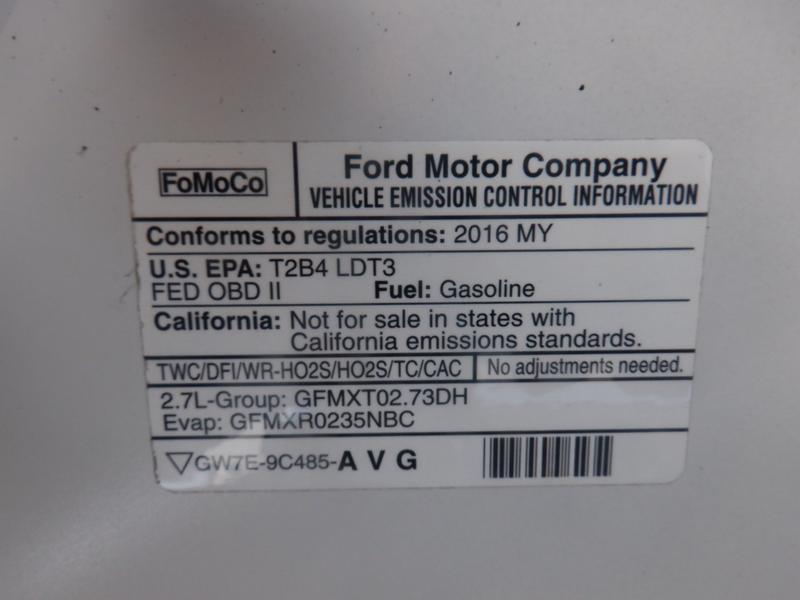 FoMoCo
Ford Motor Company
VEHICLE EMISSION CONTROL INFORMATION
Conforms to regulations: 2016 MY
U.S. EPA: T2B4 LDT3
FED OBD II Fuel: Gasoline
California: Not for sale in states with
California emissions standards.
TWC/DFI/WR-HO2S/HO2S/TC/CAC No adjustments needed.
2.7L-Group: GFMXT02.73DH
Evap: GFMXR0235NBC
▽GW7E-9C485-A V G